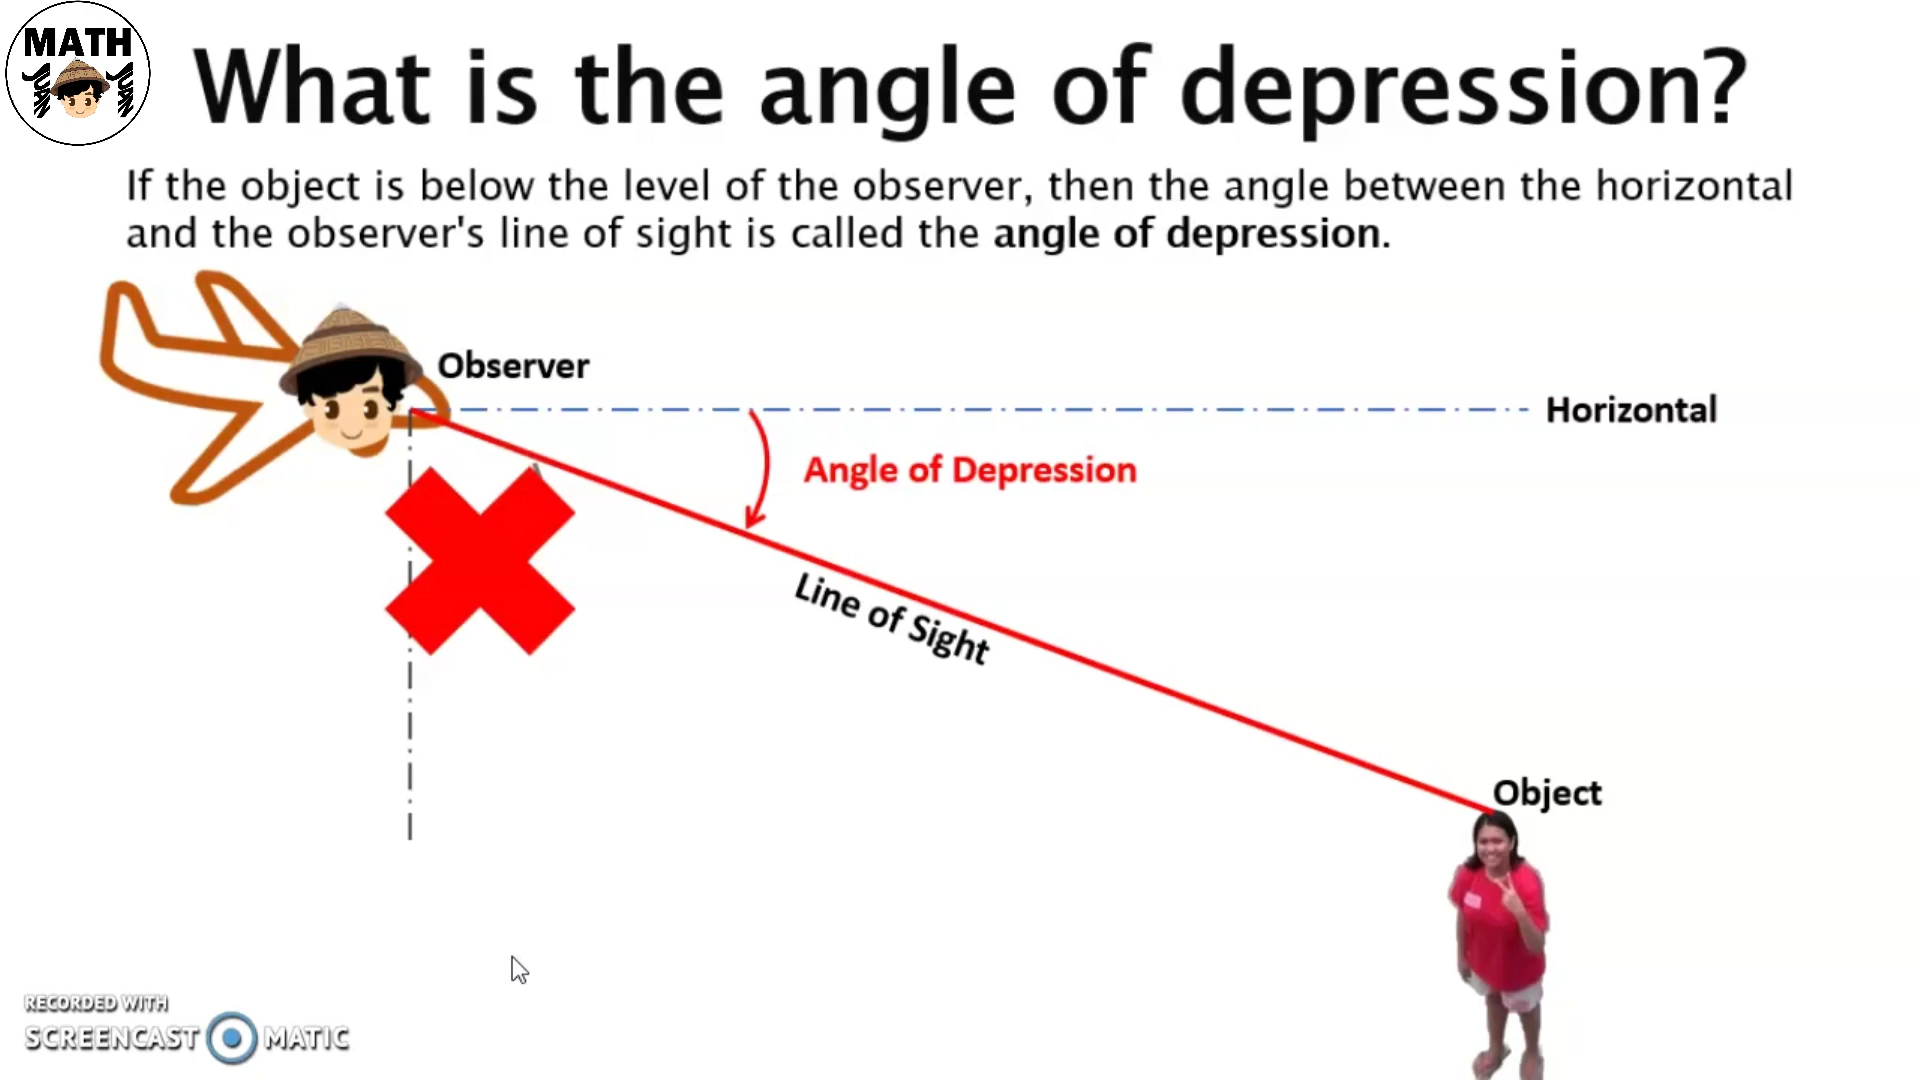 MATH
JUAN JUAN
What is the angle of depression?
If the object is below the level of the observer, then the angle between the horizontal
and the observer's line of sight is called the angle of depression.
Observer
Horizontal
Angle of Depression
Line of Sight
Object
RECORDED WITH
SCREENCAST MATIC